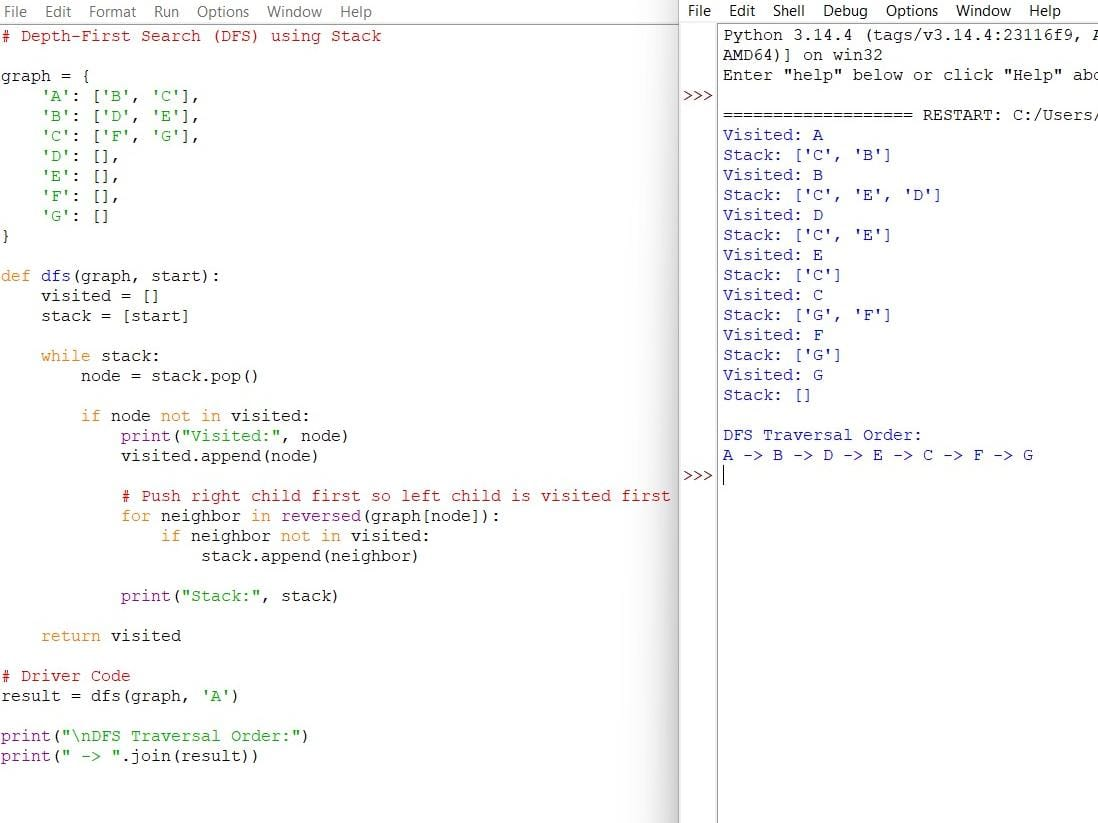 File Edit Format Run Options Window Help
# Depth-First Search (DFS) using Stack

graph = {
    'A': ['B', 'C'],
    'B': ['D', 'E'],
    'C': ['F', 'G'],
    'D': [],
    'E': [],
    'F': [],
    'G': []
}

def dfs(graph, start):
    visited = []
    stack = [start]

    while stack:
        node = stack.pop()

        if node not in visited:
            print("Visited:", node)
            visited.append(node)

            # Push right child first so left child is visited first
            for neighbor in reversed(graph[node]):
                if neighbor not in visited:
                    stack.append(neighbor)

            print("Stack:", stack)

    return visited

# Driver Code
result = dfs(graph, 'A')

print("\nDFS Traversal Order:")
print(" -> ".join(result))

File Edit Shell Debug Options Window Help
Python 3.14.4 (tags/v3.14.4:23116f9,
AMD64)] on win32
Enter "help" below or click "Help"
>>>
=================== RESTART: C:/Users/
Visited: A
Stack: ['C', 'B']
Visited: B
Stack: ['C', 'E', 'D']
Visited: D
Stack: ['C', 'E']
Visited: E
Stack: ['C']
Visited: C
Stack: ['G', 'F']
Visited: F
Stack: ['G']
Visited: G
Stack: []

DFS Traversal Order:
A -> B -> D -> E -> C -> F -> G
>>>